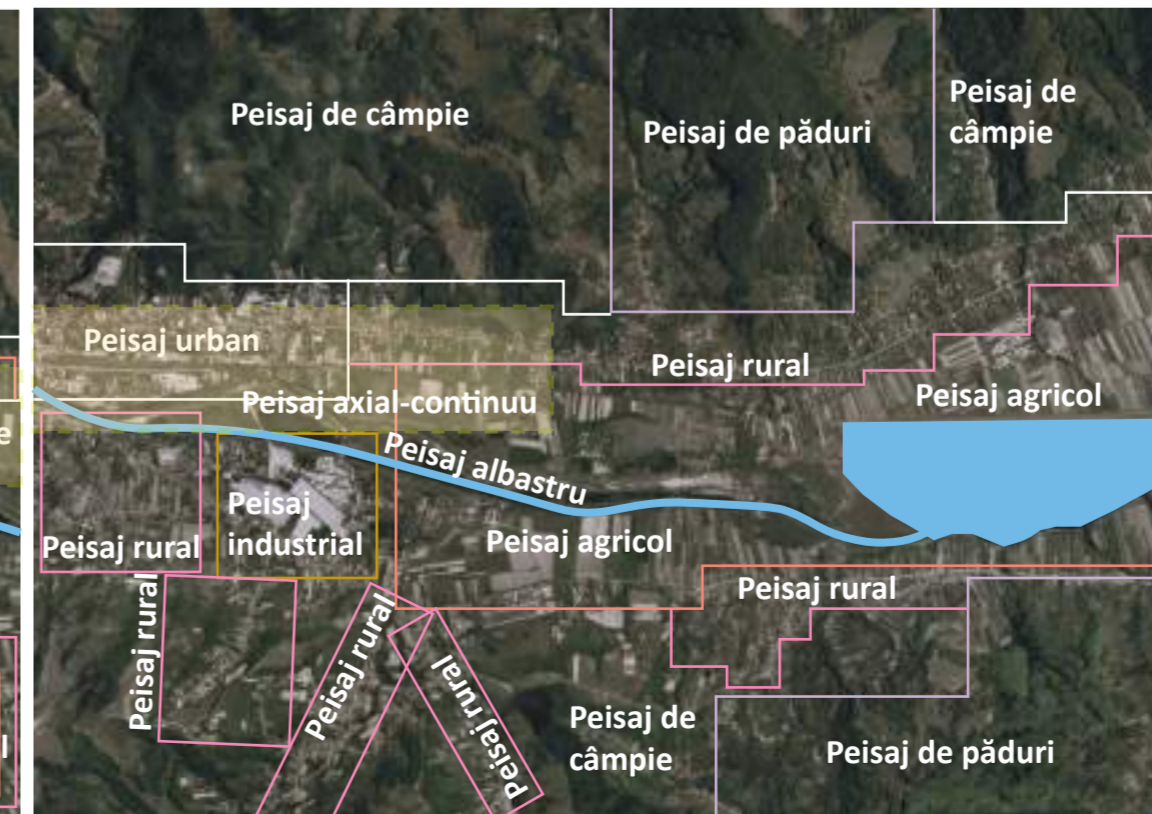 Peisaj de câmpie
Peisaj de păduri
Peisaj de
câmpie
Peisaj urban
Peisaj rural
Peisaj agricol
Peisaj axial-continuu
e
Peisaj albastru
Peisaj
industrial
Peisaj rural
Peisaj agricol
Peisaj rural
Peisaj rural
Peisaj rural
Peisaj rural
Peisaj de
câmpie
Peisaj de păduri
l